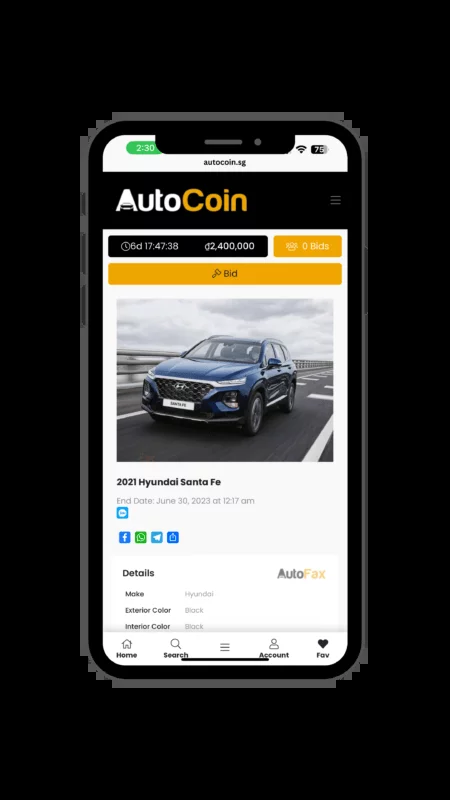 2:30
75
autocoin.sg
AutoCoin
6d 17:47:38
₫2,400,000
0 Bids
Bid
SANTA FE
2021 Hyundai Santa Fe
End Date: June 30, 2023 at 12:17 am
Details
AutoFax
Make Hyundai
Exterior Color Black
Interior Color Black
Home
Search
Account
Fav